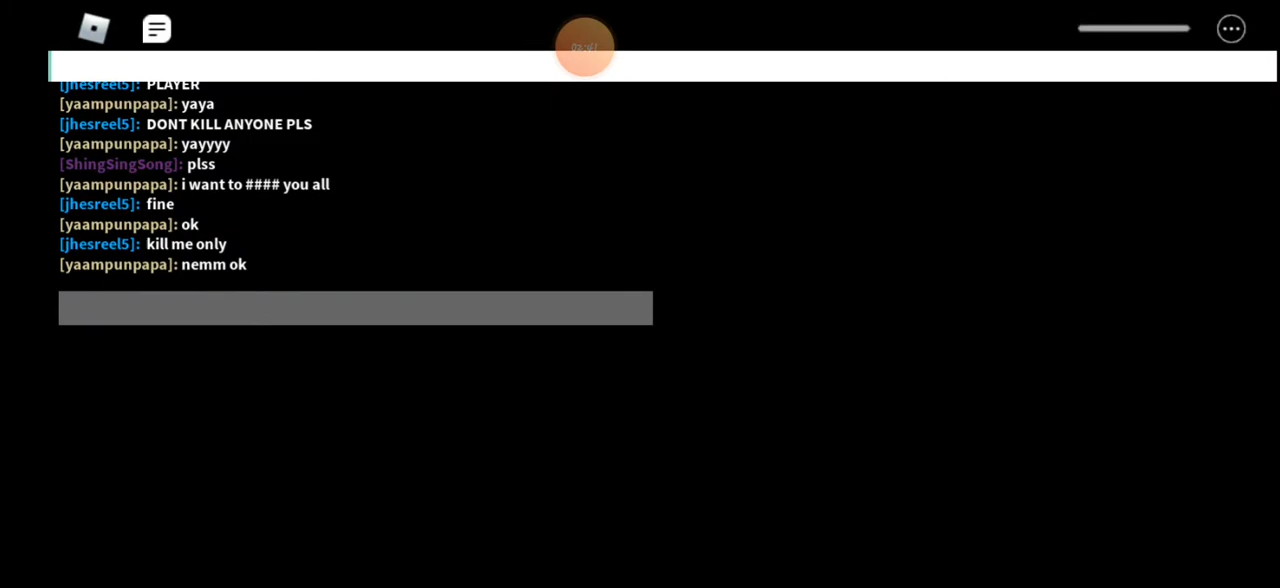 [jhesreel5]: PLAYER
[yaampunpapa]: yaya
[jhesreel5]: DONT KILL ANYONE PLS
[yaampunpapa]: yayyyy
[ShingSingSong]: plss
[yaampunpapa]: i want to #### you all
[jhesreel5]: fine
[yaampunpapa]: ok
[jhesreel5]: kill me only
[yaampunpapa]: nemm ok